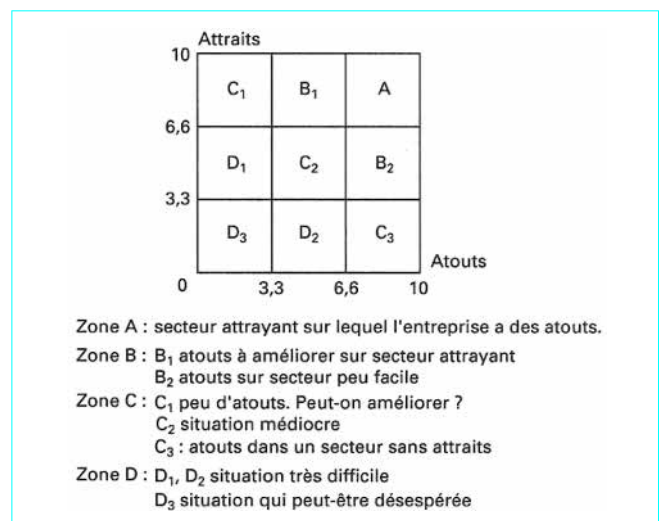 Attraits
10
C₁ B₁ A
6,6
D₁ C₂ B₂
3,3
D₃ D₂ C₃
Atouts
0 3,3 6,6 10
Zone A : secteur attrayant sur lequel l'entreprise a des atouts.
Zone B : B₁ atouts à améliorer sur secteur attrayant
B₂ atouts sur secteur peu facile
Zone C : C₁ peu d'atouts. Peut-on améliorer ?
C₂ situation médiocre
C₃ : atouts dans un secteur sans attraits
Zone D : D₁, D₂ situation très difficile
D₃ situation qui peut-être désespérée